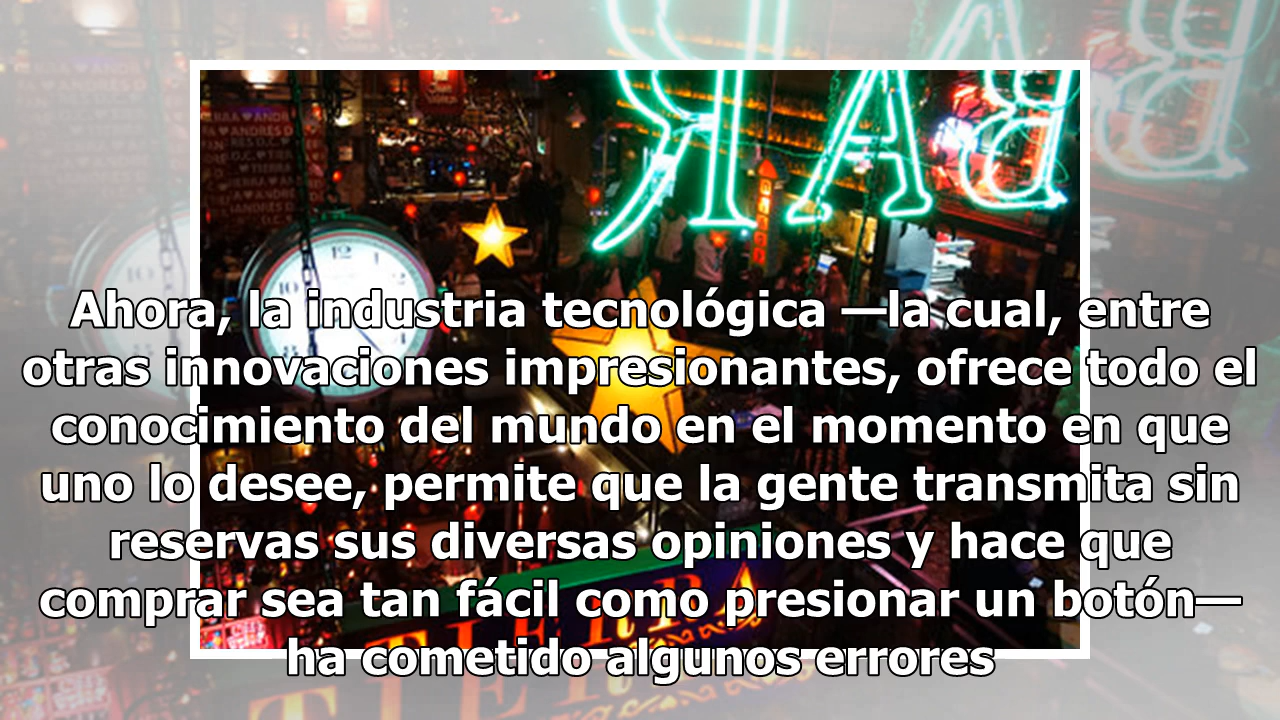 BAR
Ahora, la industria tecnológica —la cual, entre
otras innovaciones impresionantes, ofrece todo el
conocimiento del mundo en el momento en que
uno lo desee, permite que la gente transmita sin
reservas sus diversas opiniones y hace que
comprar sea tan fácil como presionar un botón—
ha cometido algunos errores
TIERRA